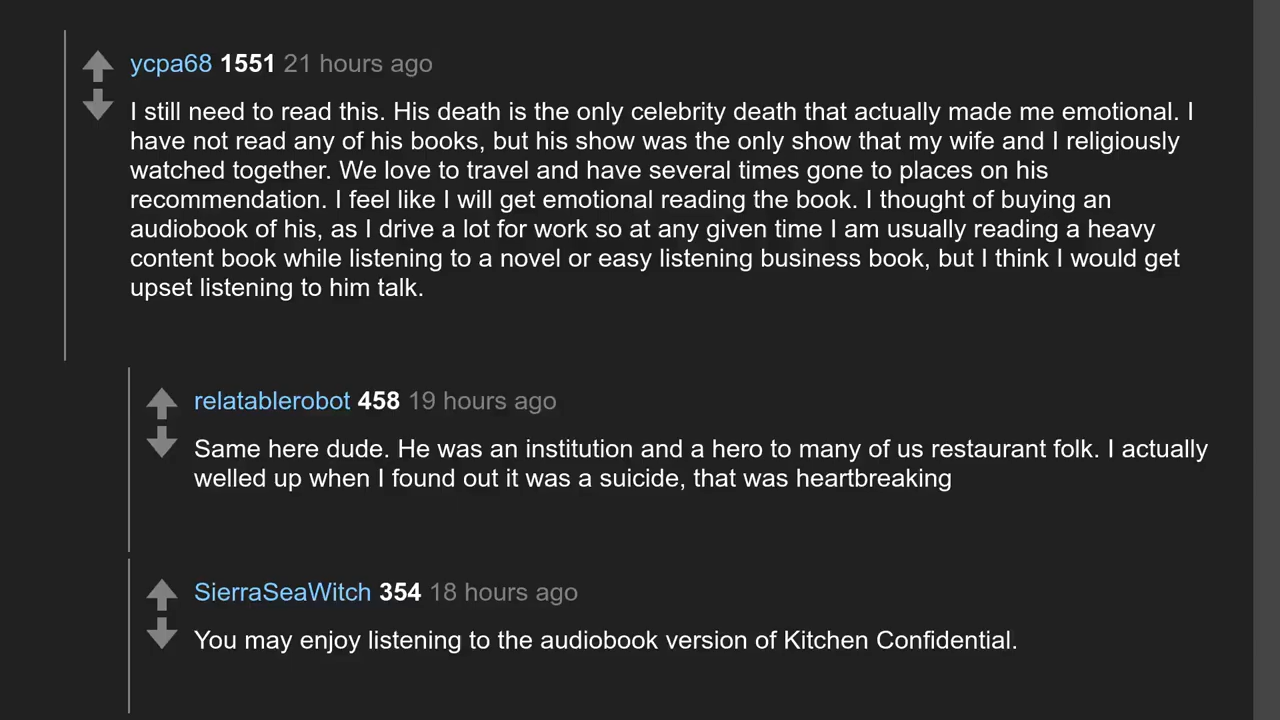 ycpa68 1551 21 hours ago
I still need to read this. His death is the only celebrity death that actually made me emotional. I
have not read any of his books, but his show was the only show that my wife and I religiously
watched together. We love to travel and have several times gone to places on his
recommendation. I feel like I will get emotional reading the book. I thought of buying an
audiobook of his, as I drive a lot for work so at any given time I am usually reading a heavy
content book while listening to a novel or easy listening business book, but I think I would get
upset listening to him talk.
relatablerobot 458 19 hours ago
Same here dude. He was an institution and a hero to many of us restaurant folk. I actually
welled up when I found out it was a suicide, that was heartbreaking
SierraSeaWitch 354 18 hours ago
You may enjoy listening to the audiobook version of Kitchen Confidential.